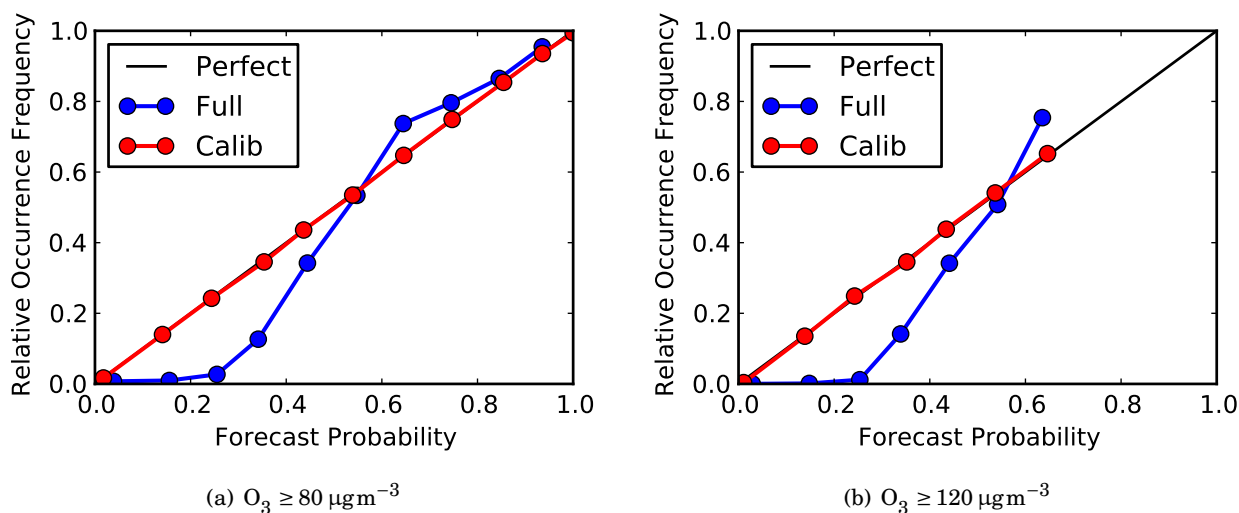 Relative Occurrence Frequency
1.0
0.8
0.6
0.4
0.2
0.0
Perfect
Full
Calib
0.0 0.2 0.4 0.6 0.8 1.0
Forecast Probability
(a) O3 ≥ 80 μg m−3
Relative Occurrence Frequency
1.0
0.8
0.6
0.4
0.2
0.0
Perfect
Full
Calib
0.0 0.2 0.4 0.6 0.8 1.0
Forecast Probability
(b) O3 ≥ 120 μg m−3